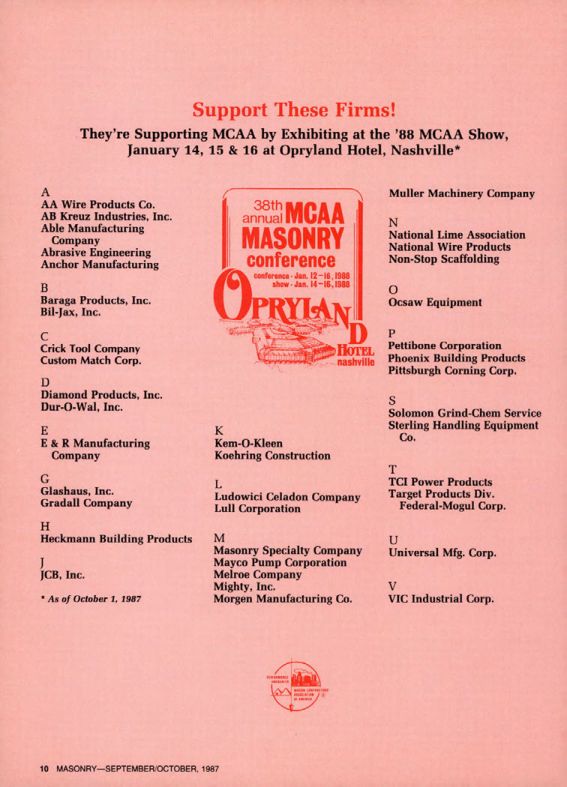 Support These Firms!
They're Supporting MCAA by Exhibiting at the '88 MCAA Show,
January 14, 15 & 16 at Opryland Hotel, Nashville*
A
AA Wire Products Co.
AB Kreuz Industries, Inc.
Able Manufacturing
Company
Abrasive Engineering
Anchor Manufacturing
B
Baraga Products, Inc.
Bil-Jax, Inc.
C
Crick Tool Company
Custom Match Corp.
D
Diamond Products, Inc.
Dur-O-Wal, Inc.
E
E & R Manufacturing
Company
G
Glashaus, Inc.
Gradall Company
H
Heckmann Building Products
J
JCB, Inc.
* As of October 1, 1987
38th
annual MCAA
MASONRY
conference
conference - Jan. 12-16, 1988
show - Jan. 14-16, 1988
OPRYLAND
HOTEL
nashville
K
Kem-O-Kleen
Koehring Construction
L
Ludowici Celadon Company
Lull Corporation
M
Masonry Specialty Company
Mayco Pump Corporation
Melroe Company
Mighty, Inc.
Morgen Manufacturing Co.
Muller Machinery Company
N
National Lime Association
National Wire Products
Non-Stop Scaffolding
O
Ocsaw Equipment
P
Pettibone Corporation
Phoenix Building Products
Pittsburgh Corning Corp.
S
Solomon Grind-Chem Service
Sterling Handling Equipment
Co.
T
TCI Power Products
Target Products Div.
Federal-Mogul Corp.
U
Universal Mfg. Corp.
V
VIC Industrial Corp.
MASON CONTRACTORS
ASSOCIATION
OF AMERICA
10 MASONRY—SEPTEMBER/OCTOBER, 1987